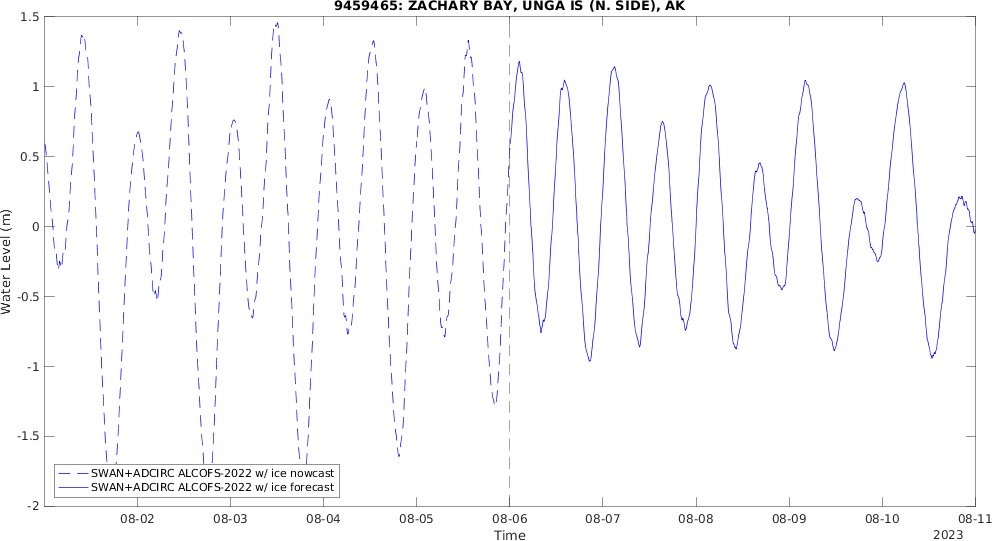 9459465: ZACHARY BAY, UNGA IS (N. SIDE), AK
Water Level (m)
1.5
1
0.5
0
-0.5
-1
-1.5
-2
SWAN+ADCIRC ALCOFS-2022 w/ ice nowcast
SWAN+ADCIRC ALCOFS-2022 w/ ice forecast
08-02 08-03 08-04 08-05 08-06 08-07 08-08 08-09 08-10 08-11
Time
2023